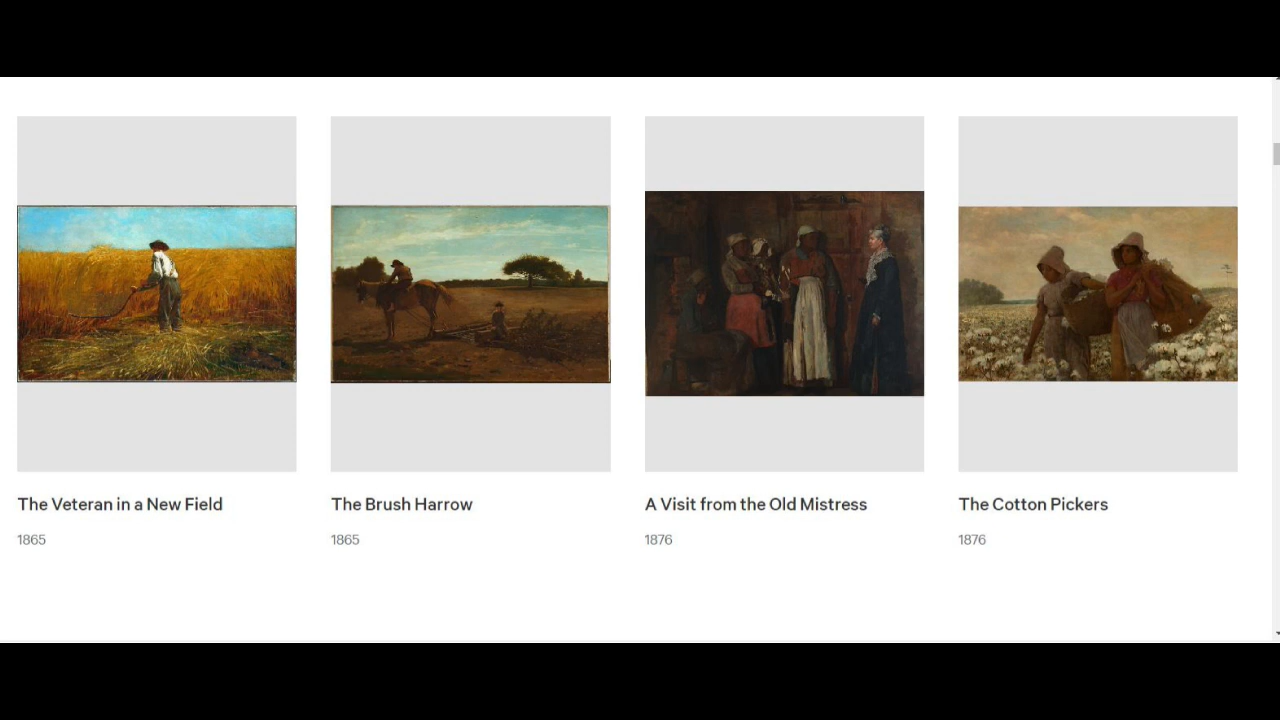 The Veteran in a New Field
1865
The Brush Harrow
1865
A Visit from the Old Mistress
1876
The Cotton Pickers
1876